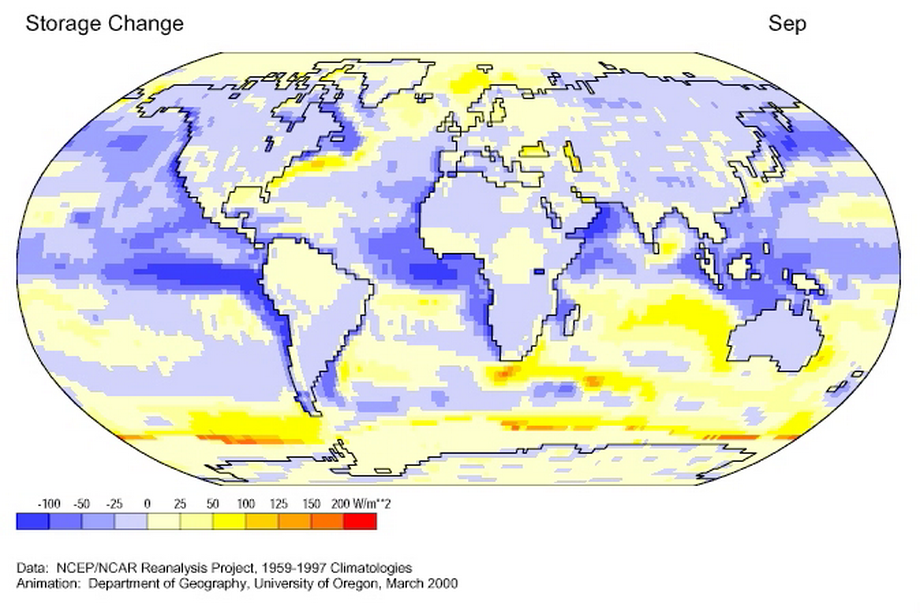 Storage Change Sep
-100 -50 -25 0 25 50 100 125 150 200 W/m**2
Data:  NCEP/NCAR Reanalysis Project, 1959-1997 Climatologies
Animation:  Department of Geography, University of Oregon, March 2000